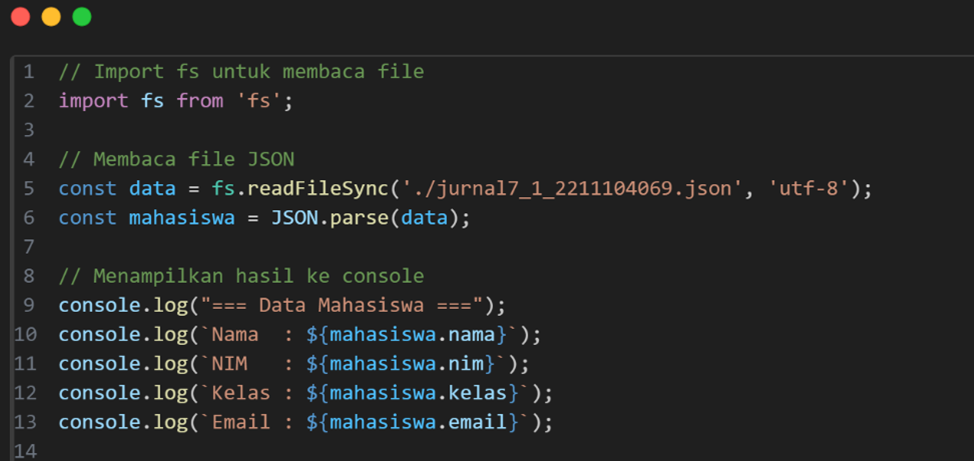 1 // Import fs untuk membaca file
2 import fs from 'fs';
3
4 // Membaca file JSON
5 const data = fs.readFileSync('./jurnal7_1_2211104069.json', 'utf-8');
6 const mahasiswa = JSON.parse(data);
7
8 // Menampilkan hasil ke console
9 console.log("=== Data Mahasiswa ===");
10 console.log(`Nama  : ${mahasiswa.nama}`);
11 console.log(`NIM   : ${mahasiswa.nim}`);
12 console.log(`Kelas : ${mahasiswa.kelas}`);
13 console.log(`Email : ${mahasiswa.email}`);
14